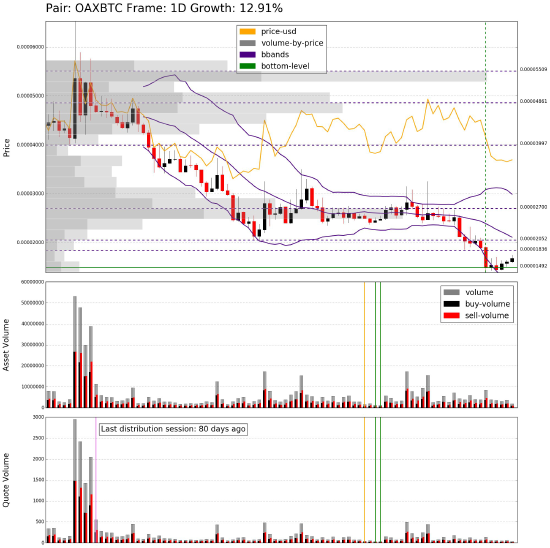 Pair: OAXBTC Frame: 1D Growth: 12.91%
price-usd
volume-by-price
bbands
bottom-level
Price
0.00006000
0.00005000
0.00004000
0.00003000
0.00002000
0.00005509
0.00004861
0.00003997
0.00002700
0.00002052
0.00001836
0.00001492
Asset Volume
60000000
50000000
40000000
30000000
20000000
10000000
0
volume
buy-volume
sell-volume
Quote Volume
3000
2500
2000
1500
1000
500
0
Last distribution session: 80 days ago